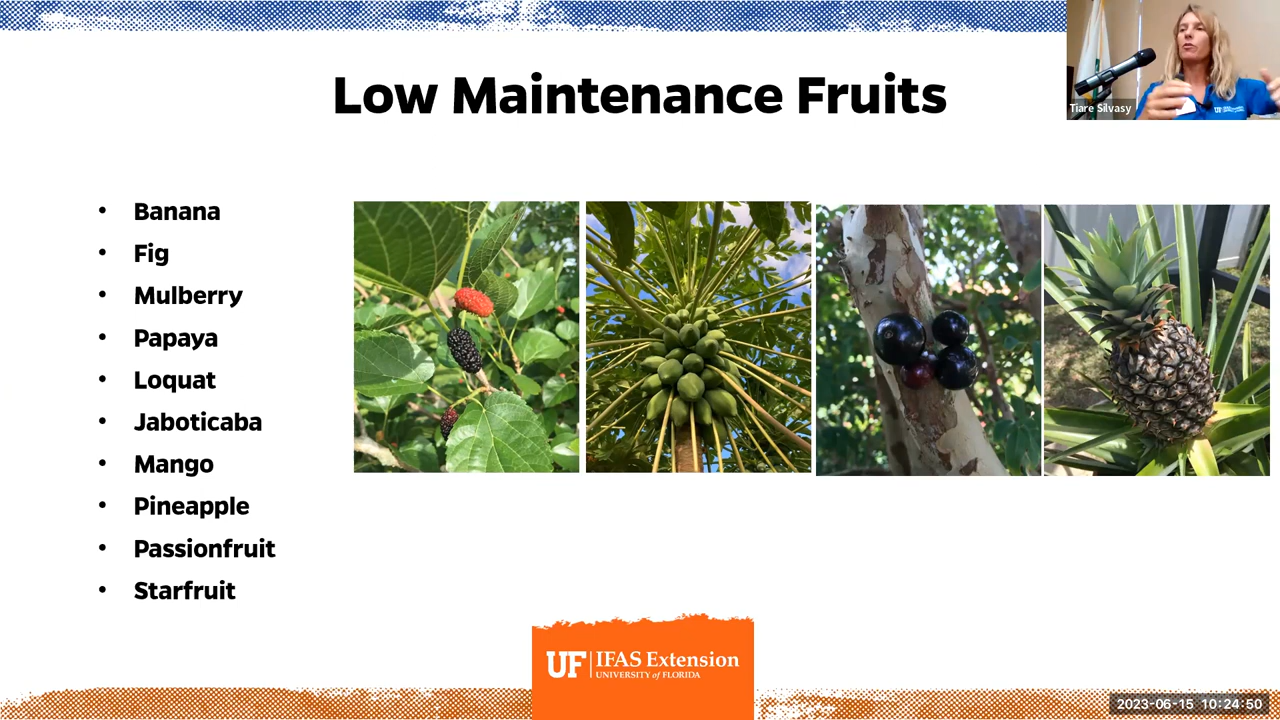 Low Maintenance Fruits
Tiare Silvasy
• Banana
• Fig
• Mulberry
• Papaya
• Loquat
• Jaboticaba
• Mango
• Pineapple
• Passionfruit
• Starfruit
UF IFAS Extension
UNIVERSITY of FLORIDA
2023-06-15 10:24:50